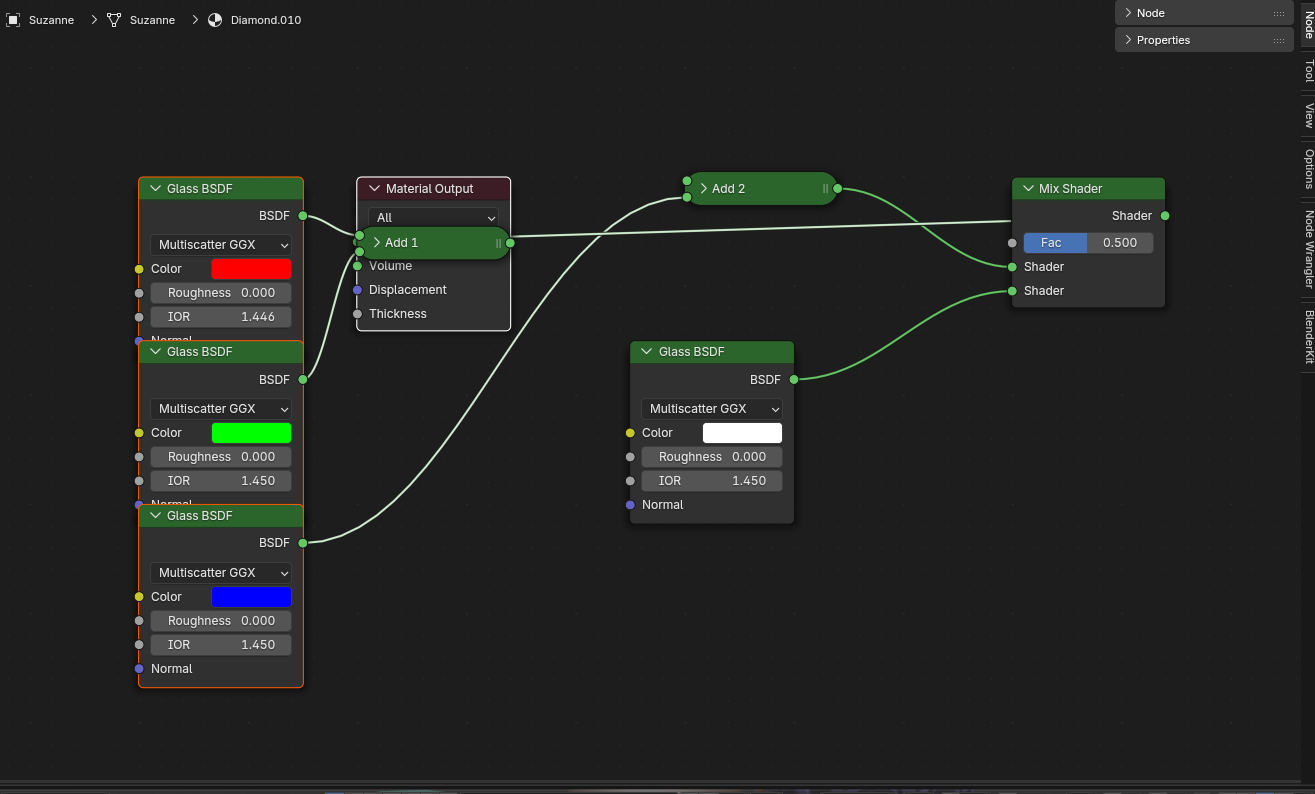 Suzanne > Suzanne > Diamond.010
Node
Properties
Node
Tool
View
Options
Node Wrangler
BlenderKit
Glass BSDF
BSDF
Multiscatter GGX
Color
Roughness 0.000
IOR 1.446
Normal
Glass BSDF
BSDF
Multiscatter GGX
Color
Roughness 0.000
IOR 1.450
Normal
Glass BSDF
BSDF
Multiscatter GGX
Color
Roughness 0.000
IOR 1.450
Normal
Material Output
All
Add 1
Volume
Displacement
Thickness
Add 2
Glass BSDF
BSDF
Multiscatter GGX
Color
Roughness 0.000
IOR 1.450
Normal
Mix Shader
Shader
Fac 0.500
Shader
Shader